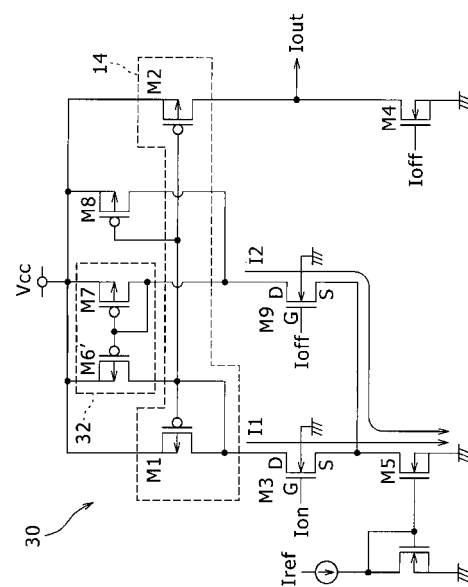 30
Vcc
32
14
M6'
M7
M8
M1
M2
I1
I2
Ion
M3
G
D
S
Ioff
M9
G
D
S
Iout
Iref
M5
Ioff
M4